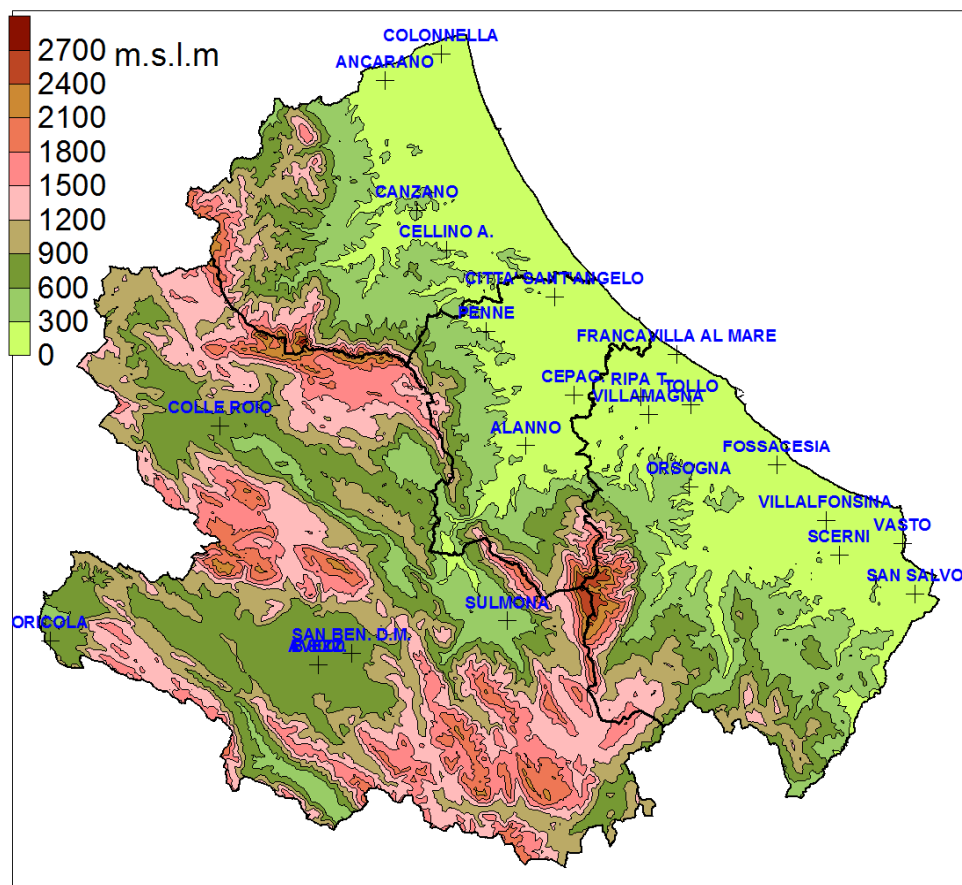 COLONNELLA
2700 m.s.l.m
ANCARANO
2400
2100
1800
1500
1200
CANZANO
900
CELLINO A.
600
CITTA SANT'ANGELO
300
PENNE
0
FRANCAVILLA AL MARE
CEPAG
RIPA T.
TOLLO
VILLAMAGNA
COLLE ROIO
ALANNO
FOSSACESIA
ORSOGNA
VILLALFONSINA
VASTO
SCERNI
SAN SALVO
SULMONA
ORICOLA
SAN BEN. D.M.